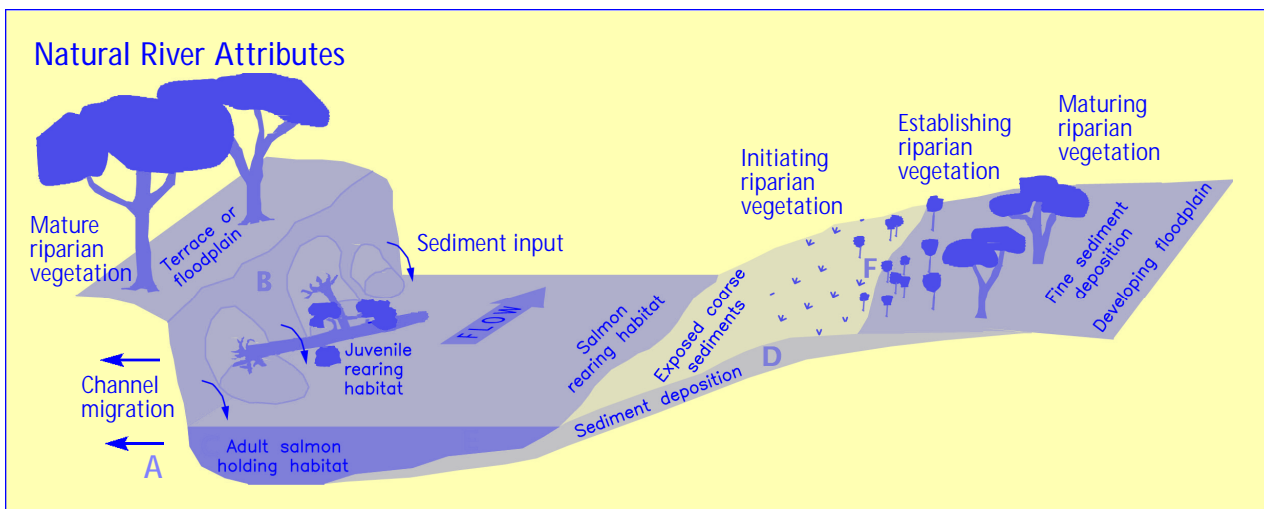 Natural River Attributes
Mature
riparian
vegetation
Terrace or
floodplain
B
Sediment input
FLOW
Juvenile
rearing
habitat
Channel
migration
A
Adult salmon
holding habitat
Salmon
rearing habitat
Exposed coarse
sediments
Sediment deposition
D
Initiating
riparian
vegetation
F
Establishing
riparian
vegetation
Maturing
riparian
vegetation
Fine sediment
deposition
Developing floodplain